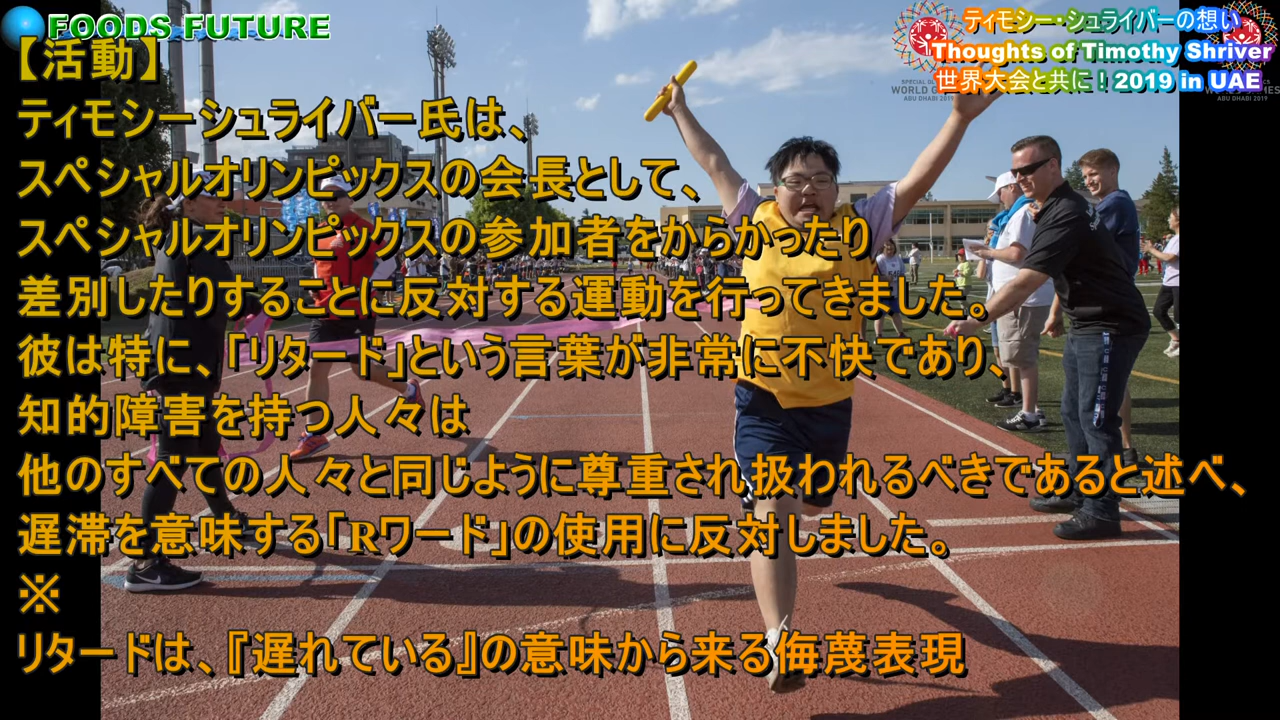 FOODS FUTURE
ティモシー・シュライバーの想い
Thoughts of Timothy Shriver
世界大会と共に！2019 in UAE
【活動】
ティモシーシュライバー氏は、
スペシャルオリンピックスの会長として、
スペシャルオリンピックスの参加者をからかったり
差別したりすることに反対する運動を行ってきました。
彼は特に、「リタード」という言葉が非常に不快であり、
知的障害を持つ人々は
他のすべての人々と同じように尊重され扱われるべきであると述べ、
遅滞を意味する「Rワード」の使用に反対しました。
※
リタードは、『遅れている』の意味から来る侮蔑表現